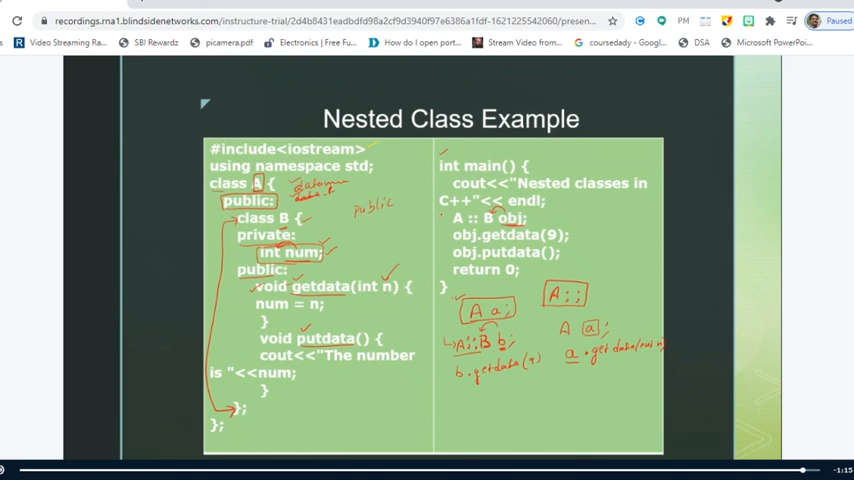 recordings.rna1.blindsidenetworks.com/instructure-trial/2d4b8431eadbdfd98a2cf9d3940f97e6386a1fdf-1621225542060/presen...
Paused
Video Streaming Ra...
SBI Rewardz
picamera.pdf
Electronics | Free Fu...
How do I open port...
Stream Video from...
coursedady - Googl...
DSA
Microsoft PowerPoi...
Nested Class Example
#include<iostream>
using namespace std;
class A {
public:
public
class B {
private:
int num;
public:
void getdata(int n) {
num = n;
}
void putdata() {
cout<<"The number
is "<<num;
}
};
};
int main() {
cout<<"Nested classes in
C++"<< endl;
A :: B obj;
obj.getdata(9);
obj.putdata();
return 0;
}
A a;
A::B b;
b.getdata(9)
A::
A a;
a.getdata(int n)
-1:15